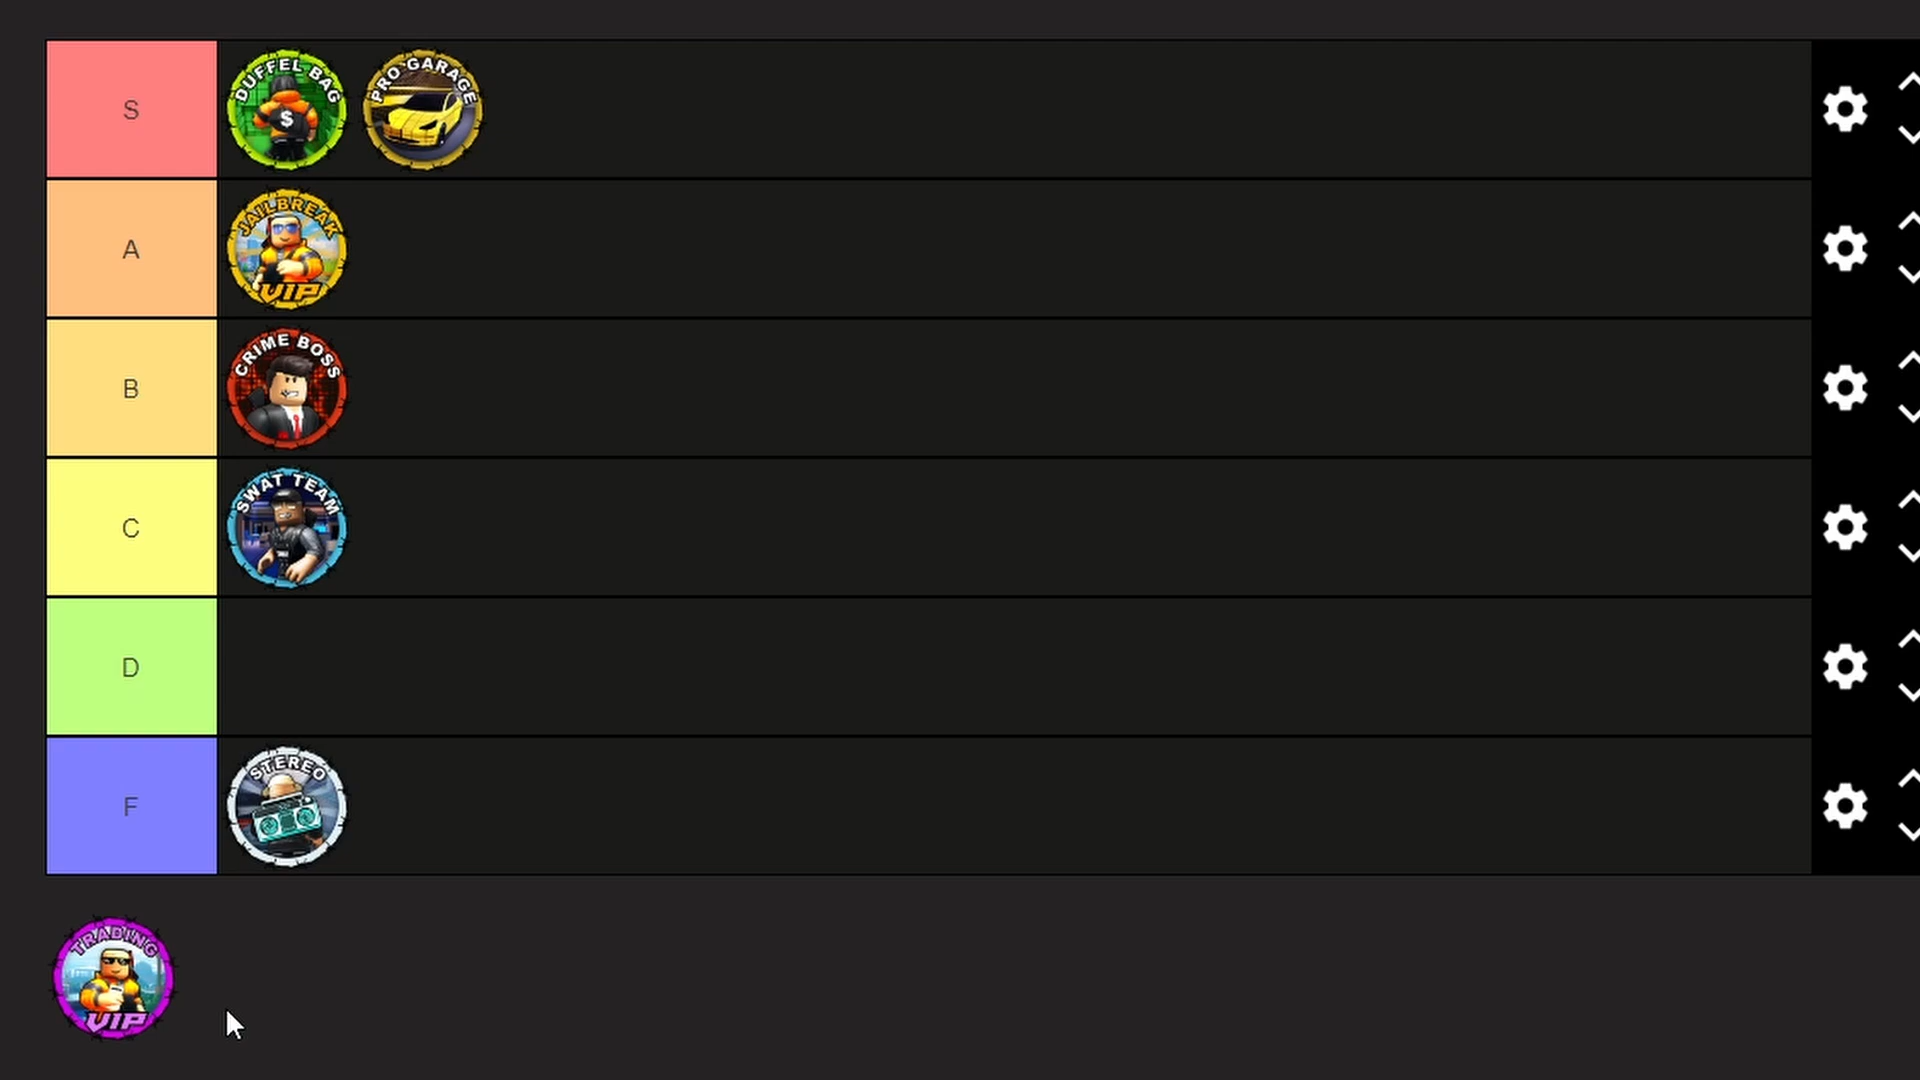 S
DUFFEL BAG
$
PRO GARAGE
A
JAILBREAK
VIP
B
CRIME BOSS
C
SWAT TEAM
D
F
STEREO
TRADING
VIP